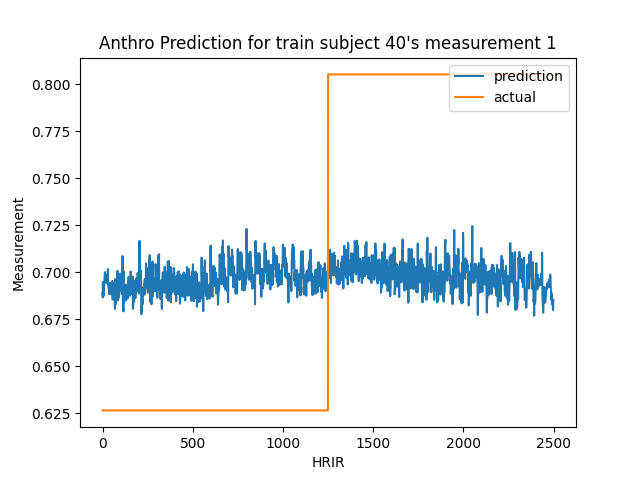 Anthro Prediction for train subject 40's measurement 1
prediction
actual
Measurement
0.800
0.775
0.750
0.725
0.700
0.675
0.650
0.625
0
500
1000
1500
2000
2500
HRIR